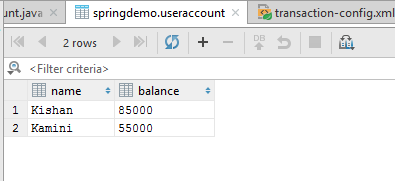 unt.java springdemo.useraccount transaction-config.xml
2 rows DB
<Filter criteria>
name balance
1 Kishan 85000
2 Kamini 55000